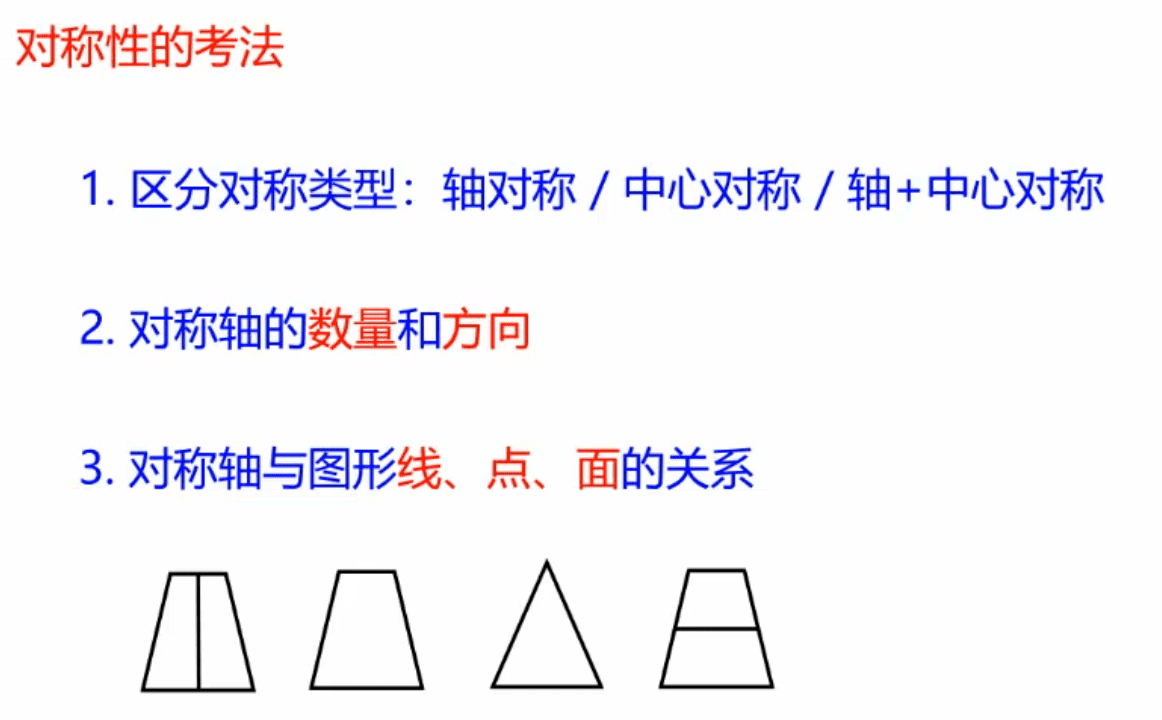 对称性的考法
1. 区分对称类型：轴对称 / 中心对称 / 轴+中心对称
2. 对称轴的数量和方向
3. 对称轴与图形线、点、面的关系